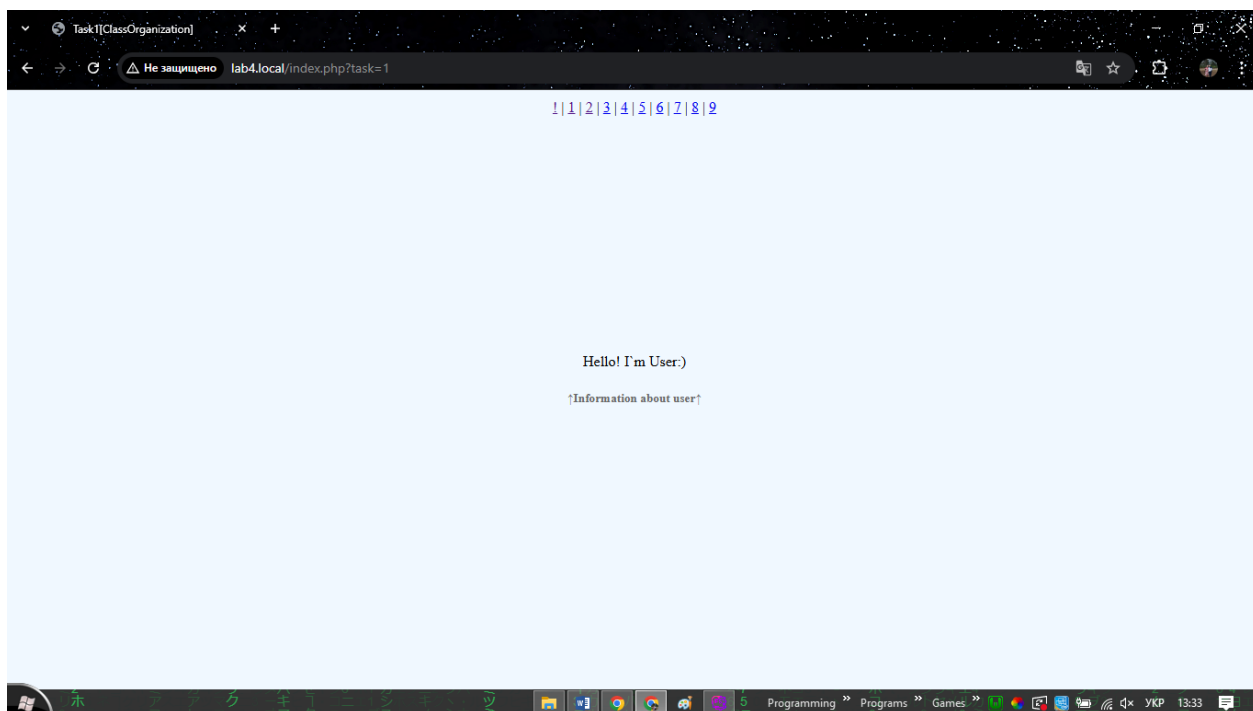 Task1[ClassOrganization]
Не защищено lab4.local/index.php?task=1
! | 1 | 2 | 3 | 4 | 5 | 6 | 7 | 8 | 9
Hello! I`m User:)
↑Information about user↑
Programming » Programs » Games » УКР 13:33